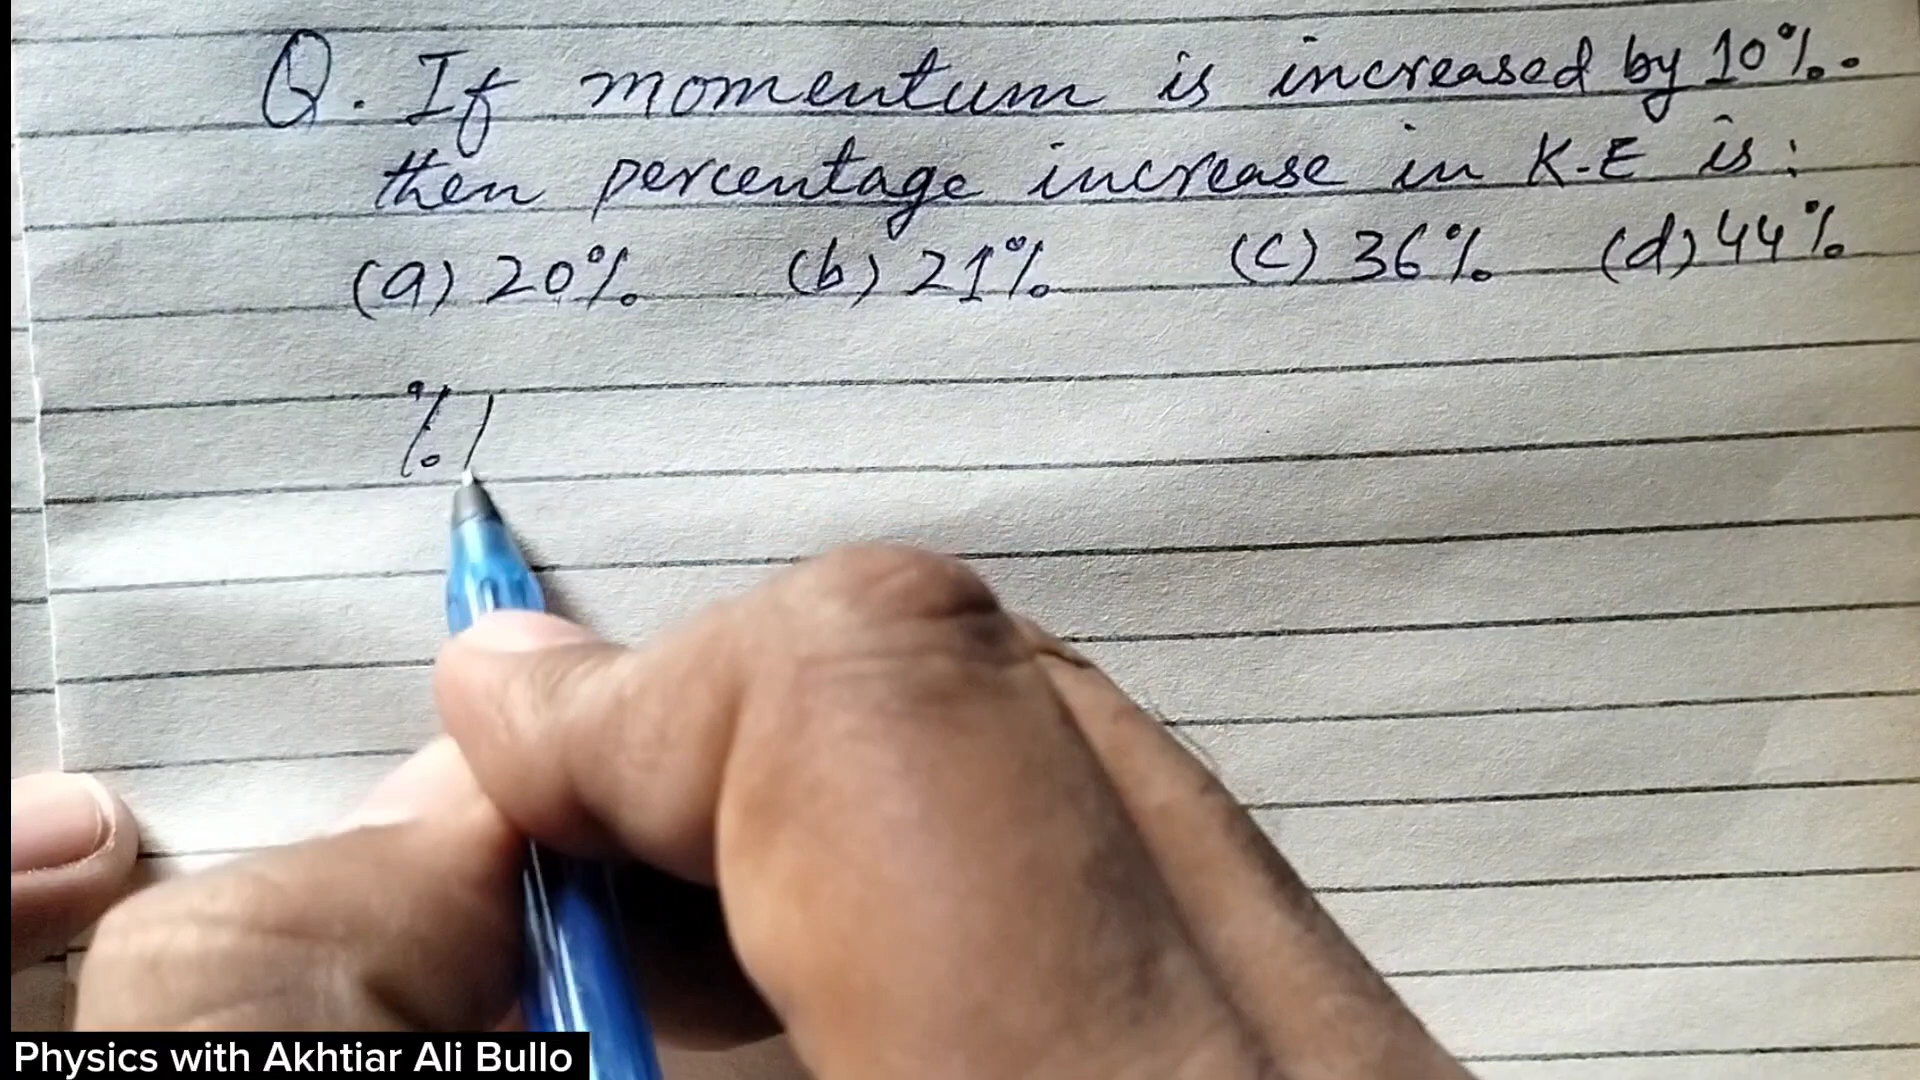 Q. If momentum is increased by 10%.
then percentage increase in K.E is:
(a) 20% (b) 21% (c) 36% (d) 44%
%
Physics with Akhtiar Ali Bullo